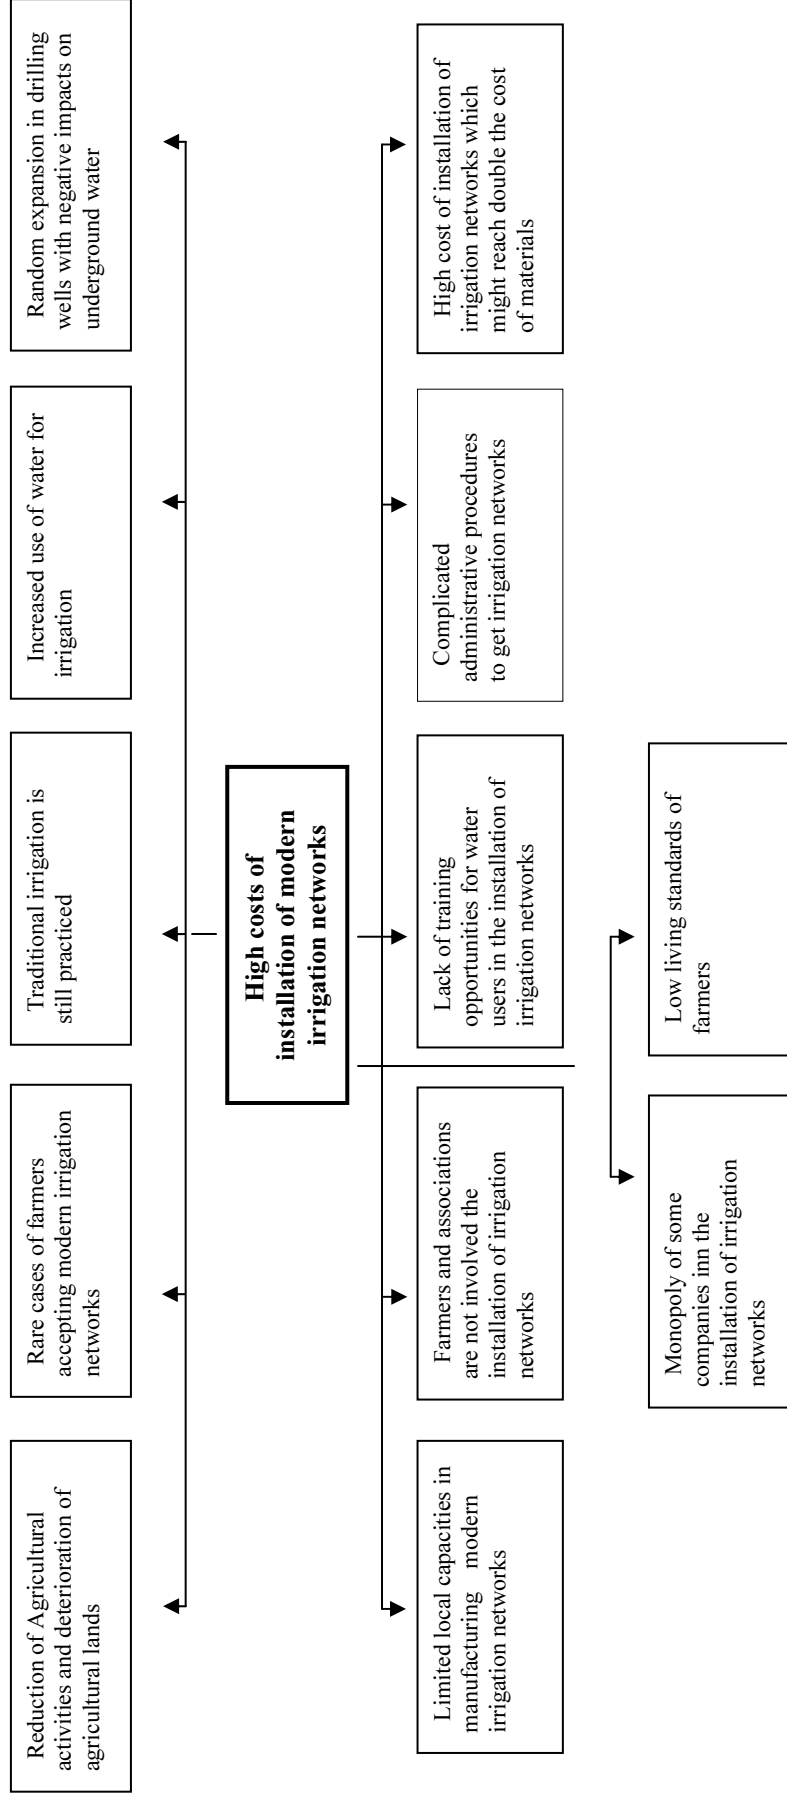 Reduction of Agricultural
activities and deterioration of
agricultural lands
Rare cases of farmers
accepting modern irrigation
networks
Traditional irrigation is
still practiced
Increased use of water for
irrigation
Random expansion in drilling
wells with negative impacts on
underground water
High costs of
installation of modern
irrigation networks
Limited local capacities in
manufacturing modern
irrigation networks
Farmers and associations
are not involved the
installation of irrigation
networks
Lack of training
opportunities for water
users in the installation of
irrigation networks
Complicated
administrative procedures
to get irrigation networks
High cost of installation of
irrigation networks which
might reach double the cost
of materials
Monopoly of some
companies inn the
installation of irrigation
networks
Low living standards of
farmers